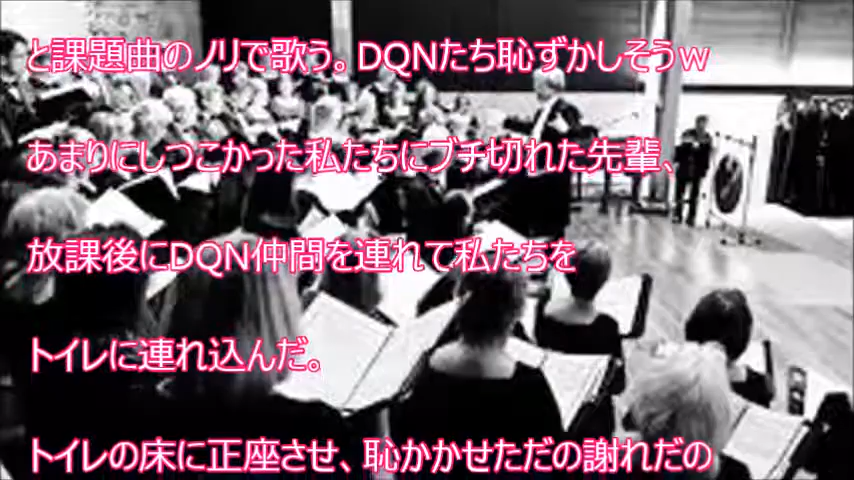 と課題曲のノリで歌う。DQNたち恥ずかしそうｗ
あまりにしつこかった私たちにブチ切れた先輩、
放課後にDQN仲間を連れて私たちを
トイレに連れ込んだ。
トイレの床に正座させ、恥かかせただの謝れだの